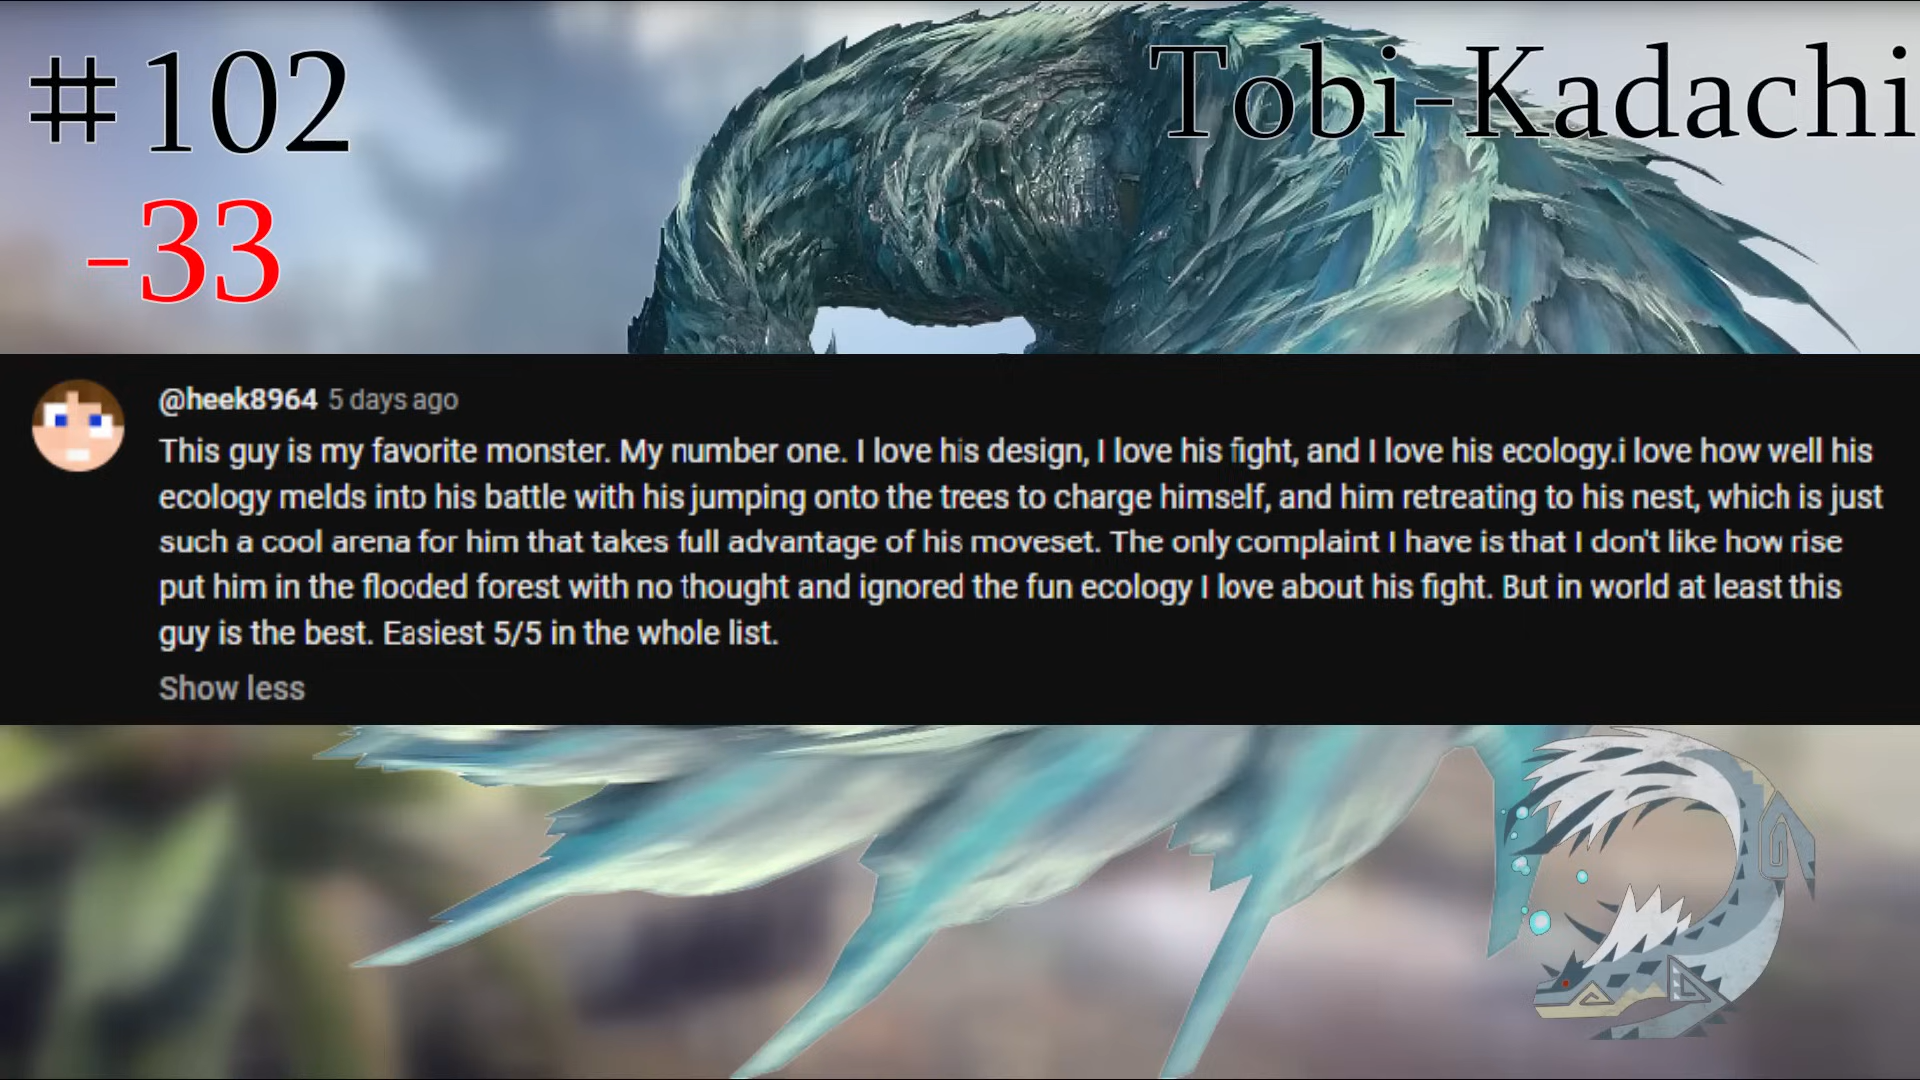 #102
Tobi-Kadachi
-33
@heek8964 5 days ago
This guy is my favorite monster. My number one. I love his design, I love his fight, and I love his ecology.i love how well his
ecology melds into his battle with his jumping onto the trees to charge himself, and him retreating to his nest, which is just
such a cool arena for him that takes full advantage of his moveset. The only complaint I have is that I don't like how rise
put him in the flooded forest with no thought and ignored the fun ecology I love about his fight. But in world at least this
guy is the best. Easiest 5/5 in the whole list.
Show less